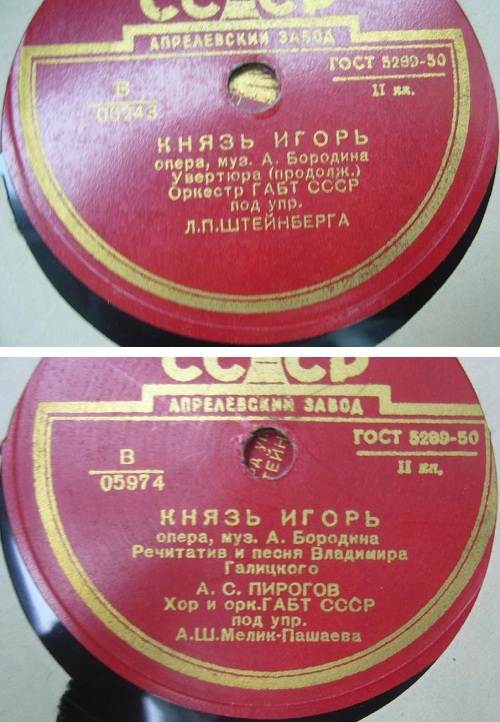 СССР
АПРЕЛЕВСКИЙ ЗАВОД
ГОСТ 5289-50
В
II кл.
КНЯЗЬ ИГОРЬ
опера, муз. А. Бородина
Увертюра (продолж.)
Оркестр ГАБТ СССР
под упр.
Л.П.ШТЕЙНБЕРГА
СССР
АПРЕЛЕВСКИЙ ЗАВОД
ГОСТ 5289-50
В
05974
II кл.
КНЯЗЬ ИГОРЬ
опера, муз. А. Бородина
Речитатив и песня Владимира
Галицкого
А. С. ПИРОГОВ
Хор и орк.ГАБТ СССР
под упр.
А.Ш.Мелик-Пашаева